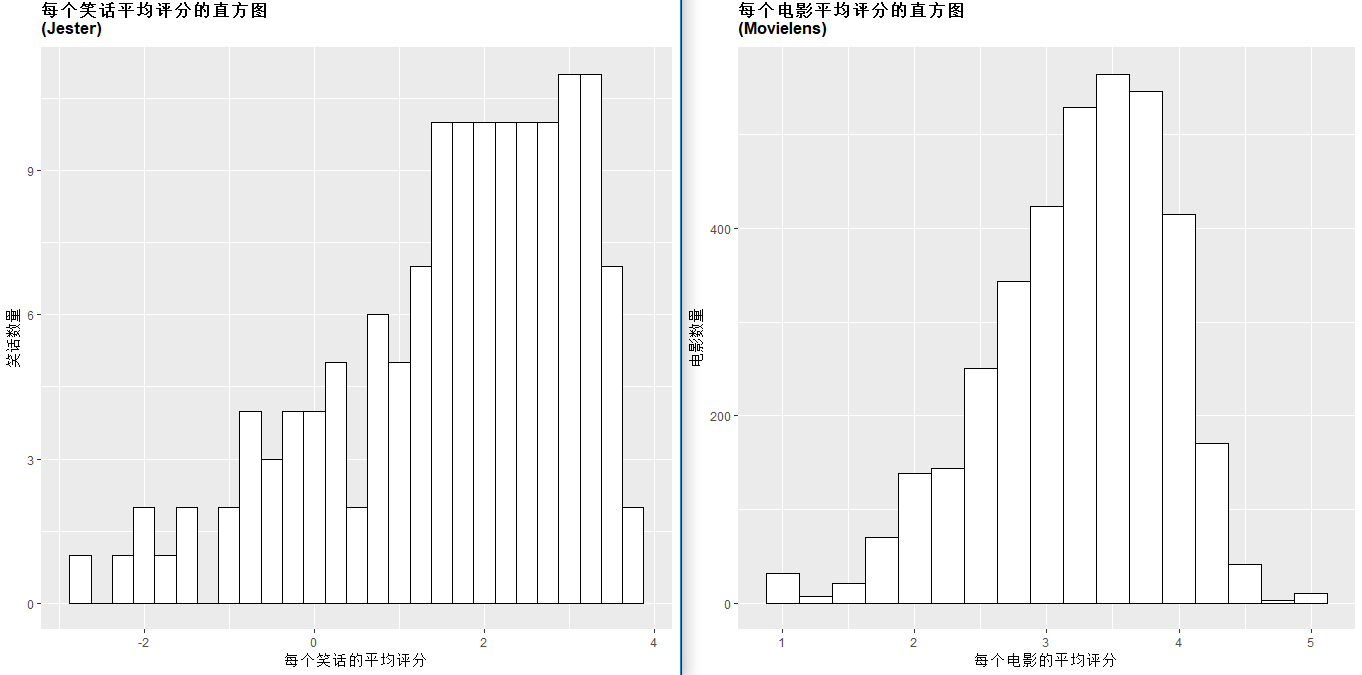 每个笑话平均评分的直方图
(Jester)
笑话数量
9
6
3
0
-2
0
2
4
每个笑话的平均评分
每个电影平均评分的直方图
(Movielens)
电影数量
400
200
0
1
2
3
4
5
每个电影的平均评分